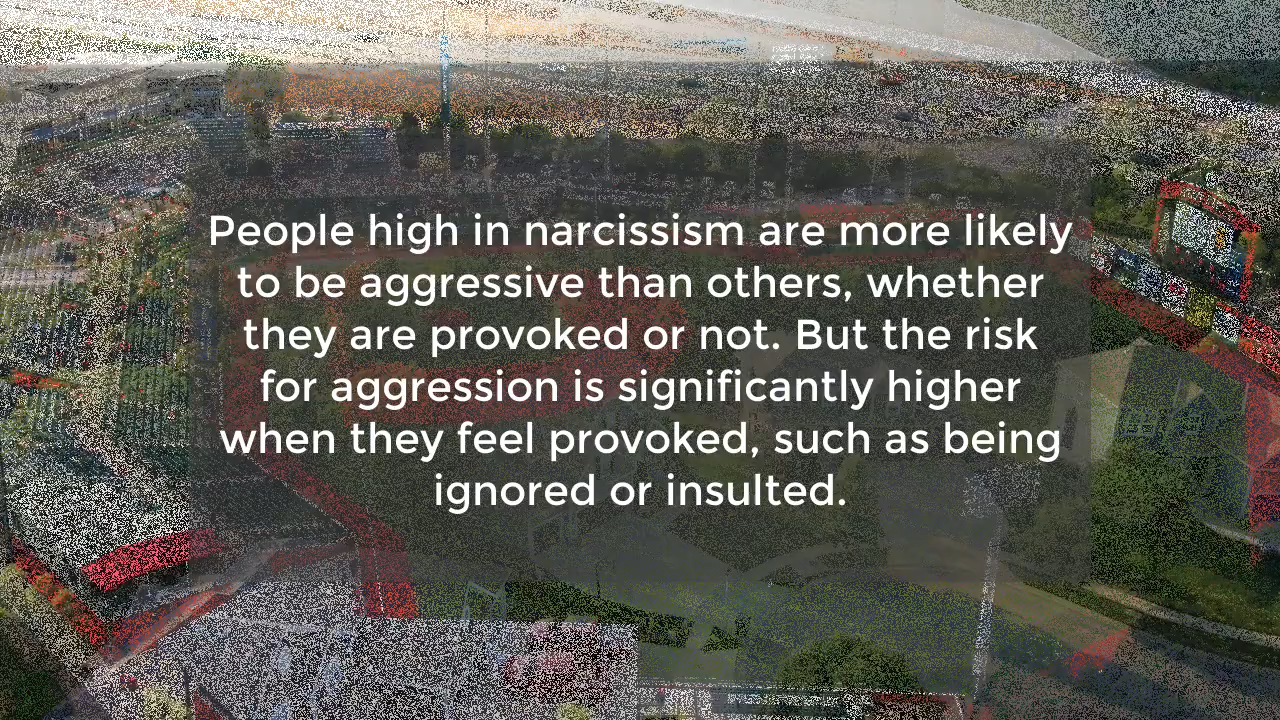 People high in narcissism are more likely
to be aggressive than others, whether
they are provoked or not. But the risk
for aggression is significantly higher
when they feel provoked, such as being
ignored or insulted.